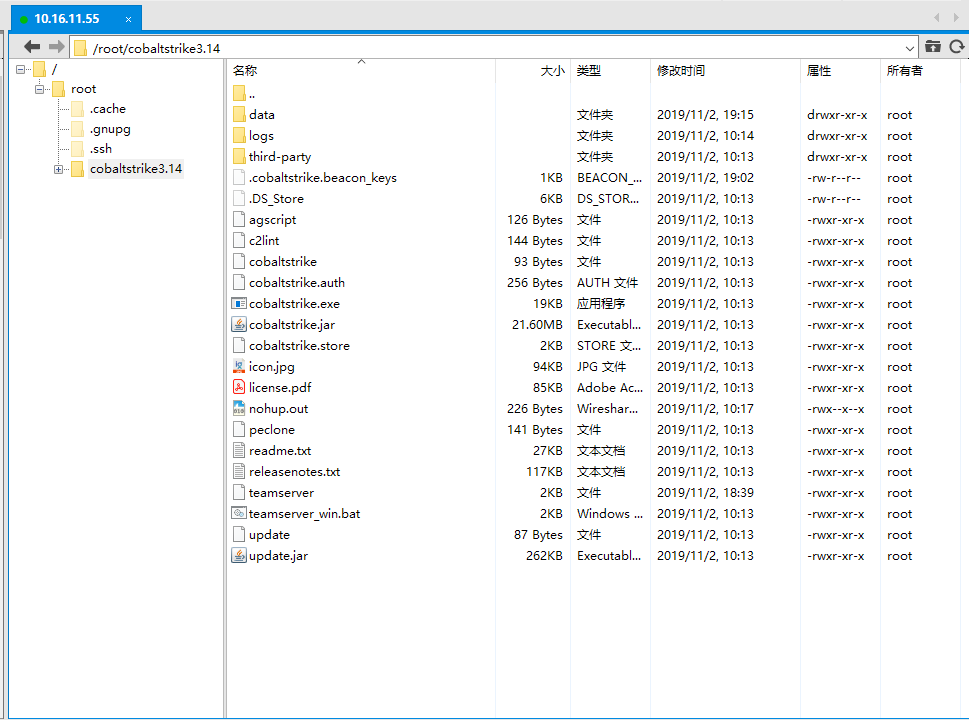 10.16.11.55 ×
/root/cobaltstrike3.14
/
root
.cache
.gnupg
.ssh
cobaltstrike3.14
名称 大小 类型 修改时间 属性 所有者
..
data 文件夹 2019/11/2, 19:15 drwxr-xr-x root
logs 文件夹 2019/11/2, 10:14 drwxr-xr-x root
third-party 文件夹 2019/11/2, 10:13 drwxr-xr-x root
.cobaltstrike.beacon_keys 1KB BEACON_... 2019/11/2, 19:02 -rw-r--r-- root
.DS_Store 6KB DS_STOR... 2019/11/2, 10:13 -rw-r--r-- root
agscript 126 Bytes 文件 2019/11/2, 10:13 -rwxr-xr-x root
c2lint 144 Bytes 文件 2019/11/2, 10:13 -rwxr-xr-x root
cobaltstrike 93 Bytes 文件 2019/11/2, 10:13 -rwxr-xr-x root
cobaltstrike.auth 256 Bytes AUTH 文件 2019/11/2, 10:13 -rwxr-xr-x root
cobaltstrike.exe 19KB 应用程序 2019/11/2, 10:13 -rwxr-xr-x root
cobaltstrike.jar 21.60MB Executabl... 2019/11/2, 10:13 -rwxr-xr-x root
cobaltstrike.store 2KB STORE 文... 2019/11/2, 10:13 -rwxr-xr-x root
icon.jpg 94KB JPG 文件 2019/11/2, 10:13 -rwxr-xr-x root
license.pdf 85KB Adobe Ac... 2019/11/2, 10:13 -rwxr-xr-x root
nohup.out 226 Bytes Wireshar... 2019/11/2, 10:17 -rwx--x--x root
peclone 141 Bytes 文件 2019/11/2, 10:13 -rwxr-xr-x root
readme.txt 27KB 文本文档 2019/11/2, 10:13 -rwxr-xr-x root
releasenotes.txt 117KB 文本文档 2019/11/2, 10:13 -rwxr-xr-x root
teamserver 2KB 文件 2019/11/2, 18:39 -rwxr-xr-x root
teamserver_win.bat 2KB Windows ... 2019/11/2, 10:13 -rwxr-xr-x root
update 87 Bytes 文件 2019/11/2, 10:13 -rwxr-xr-x root
update.jar 262KB Executabl... 2019/11/2, 10:13 -rwxr-xr-x root